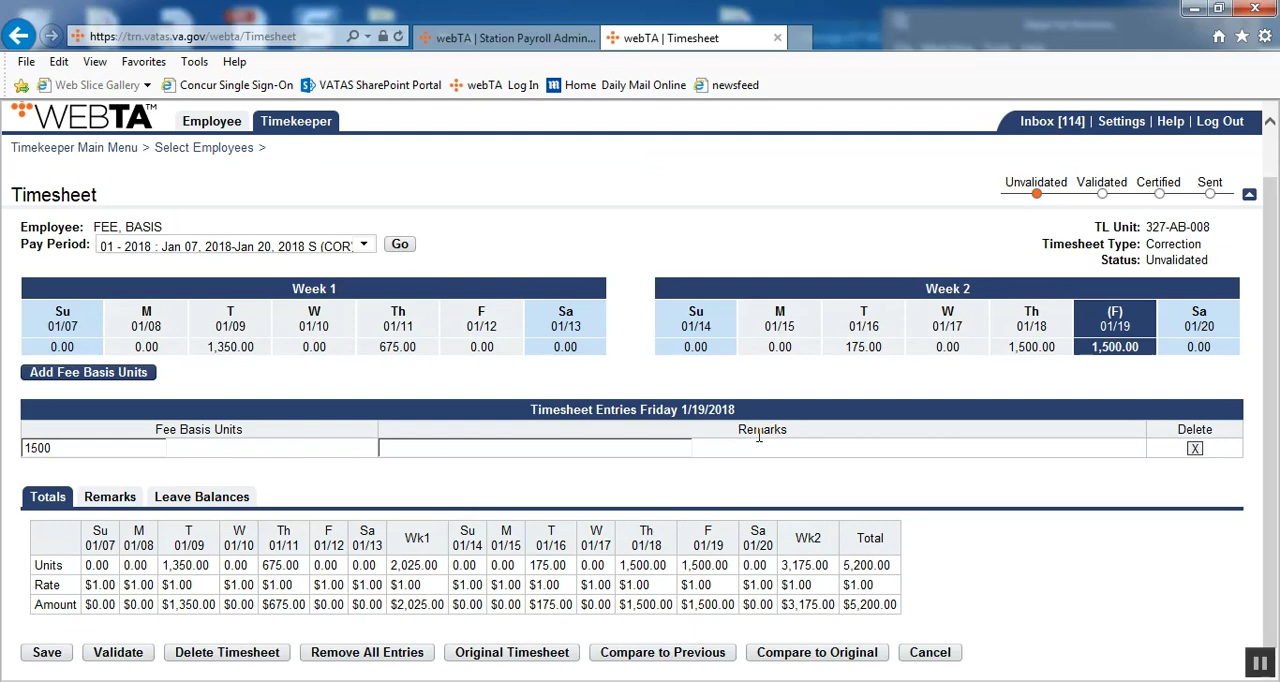 https://trn.vatas.va.gov/webta/Timesheet
webTA | Station Payroll Admin...
webTA | Timesheet
File Edit View Favorites Tools Help
Web Slice Gallery Concur Single Sign-On VATAS SharePoint Portal webTA Log In Home Daily Mail Online newsfeed
WEBTA™ Employee Timekeeper Inbox [114] | Settings | Help | Log Out
Timekeeper Main Menu > Select Employees >
Timesheet
Unvalidated Validated Certified Sent
Employee: FEE, BASIS
TL Unit: 327-AB-008
Pay Period: 01 - 2018 : Jan 07, 2018-Jan 20, 2018 S (COR Go
Timesheet Type: Correction
Status: Unvalidated
Week 1 Week 2
Su M T W Th F Sa Su M T W Th (F) Sa
01/07 01/08 01/09 01/10 01/11 01/12 01/13 01/14 01/15 01/16 01/17 01/18 01/19 01/20
0.00 0.00 1,350.00 0.00 675.00 0.00 0.00 0.00 0.00 175.00 0.00 1,500.00 1,500.00 0.00
Add Fee Basis Units
Timesheet Entries Friday 1/19/2018
Fee Basis Units Remarks Delete
1500 X
Totals Remarks Leave Balances
Su M T W Th F Sa Wk1 Su M T W Th F Sa Wk2 Total
01/07 01/08 01/09 01/10 01/11 01/12 01/13 01/14 01/15 01/16 01/17 01/18 01/19 01/20
Units 0.00 0.00 1,350.00 0.00 675.00 0.00 0.00 2,025.00 0.00 0.00 175.00 0.00 1,500.00 1,500.00 0.00 3,175.00 5,200.00
Rate $1.00 $1.00 $1.00 $1.00 $1.00 $1.00 $1.00 $1.00 $1.00 $1.00 $1.00 $1.00 $1.00 $1.00 $1.00 $1.00 $1.00
Amount $0.00 $0.00 $1,350.00 $0.00 $675.00 $0.00 $0.00 $2,025.00 $0.00 $0.00 $175.00 $0.00 $1,500.00 $1,500.00 $0.00 $3,175.00 $5,200.00
Save Validate Delete Timesheet Remove All Entries Original Timesheet Compare to Previous Compare to Original Cancel